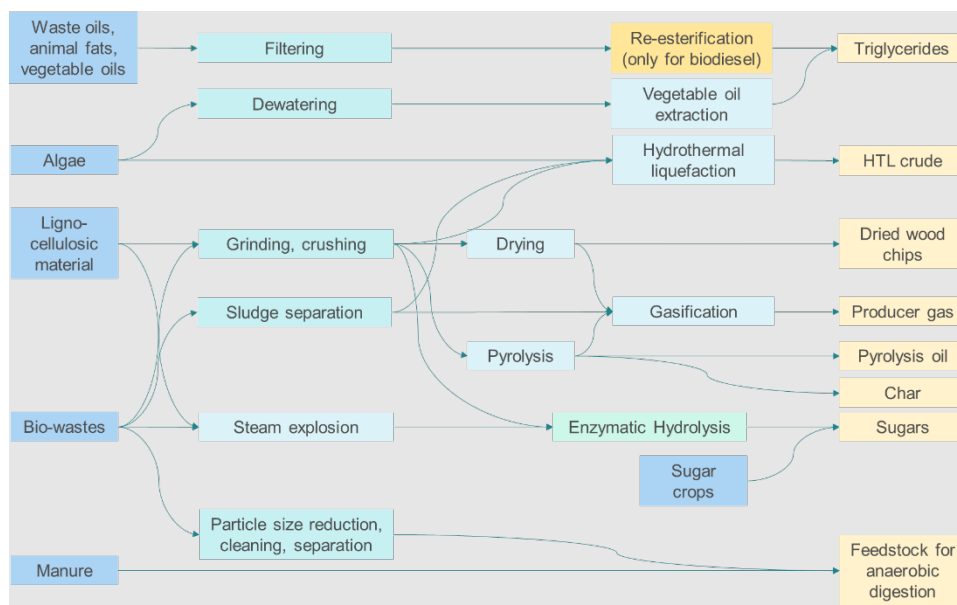 Waste oils,
animal fats,
vegetable oils
Filtering
Re-esterification
(only for biodiesel)
Triglycerides
Dewatering
Vegetable oil
extraction
Algae
Hydrothermal
liquefaction
HTL crude
Ligno-
cellulosic
material
Grinding, crushing
Drying
Dried wood
chips
Sludge separation
Gasification
Producer gas
Pyrolysis
Pyrolysis oil
Char
Bio-wastes
Steam explosion
Enzymatic Hydrolysis
Sugars
Sugar
crops
Particle size reduction,
cleaning, separation
Manure
Feedstock for
anaerobic
digestion